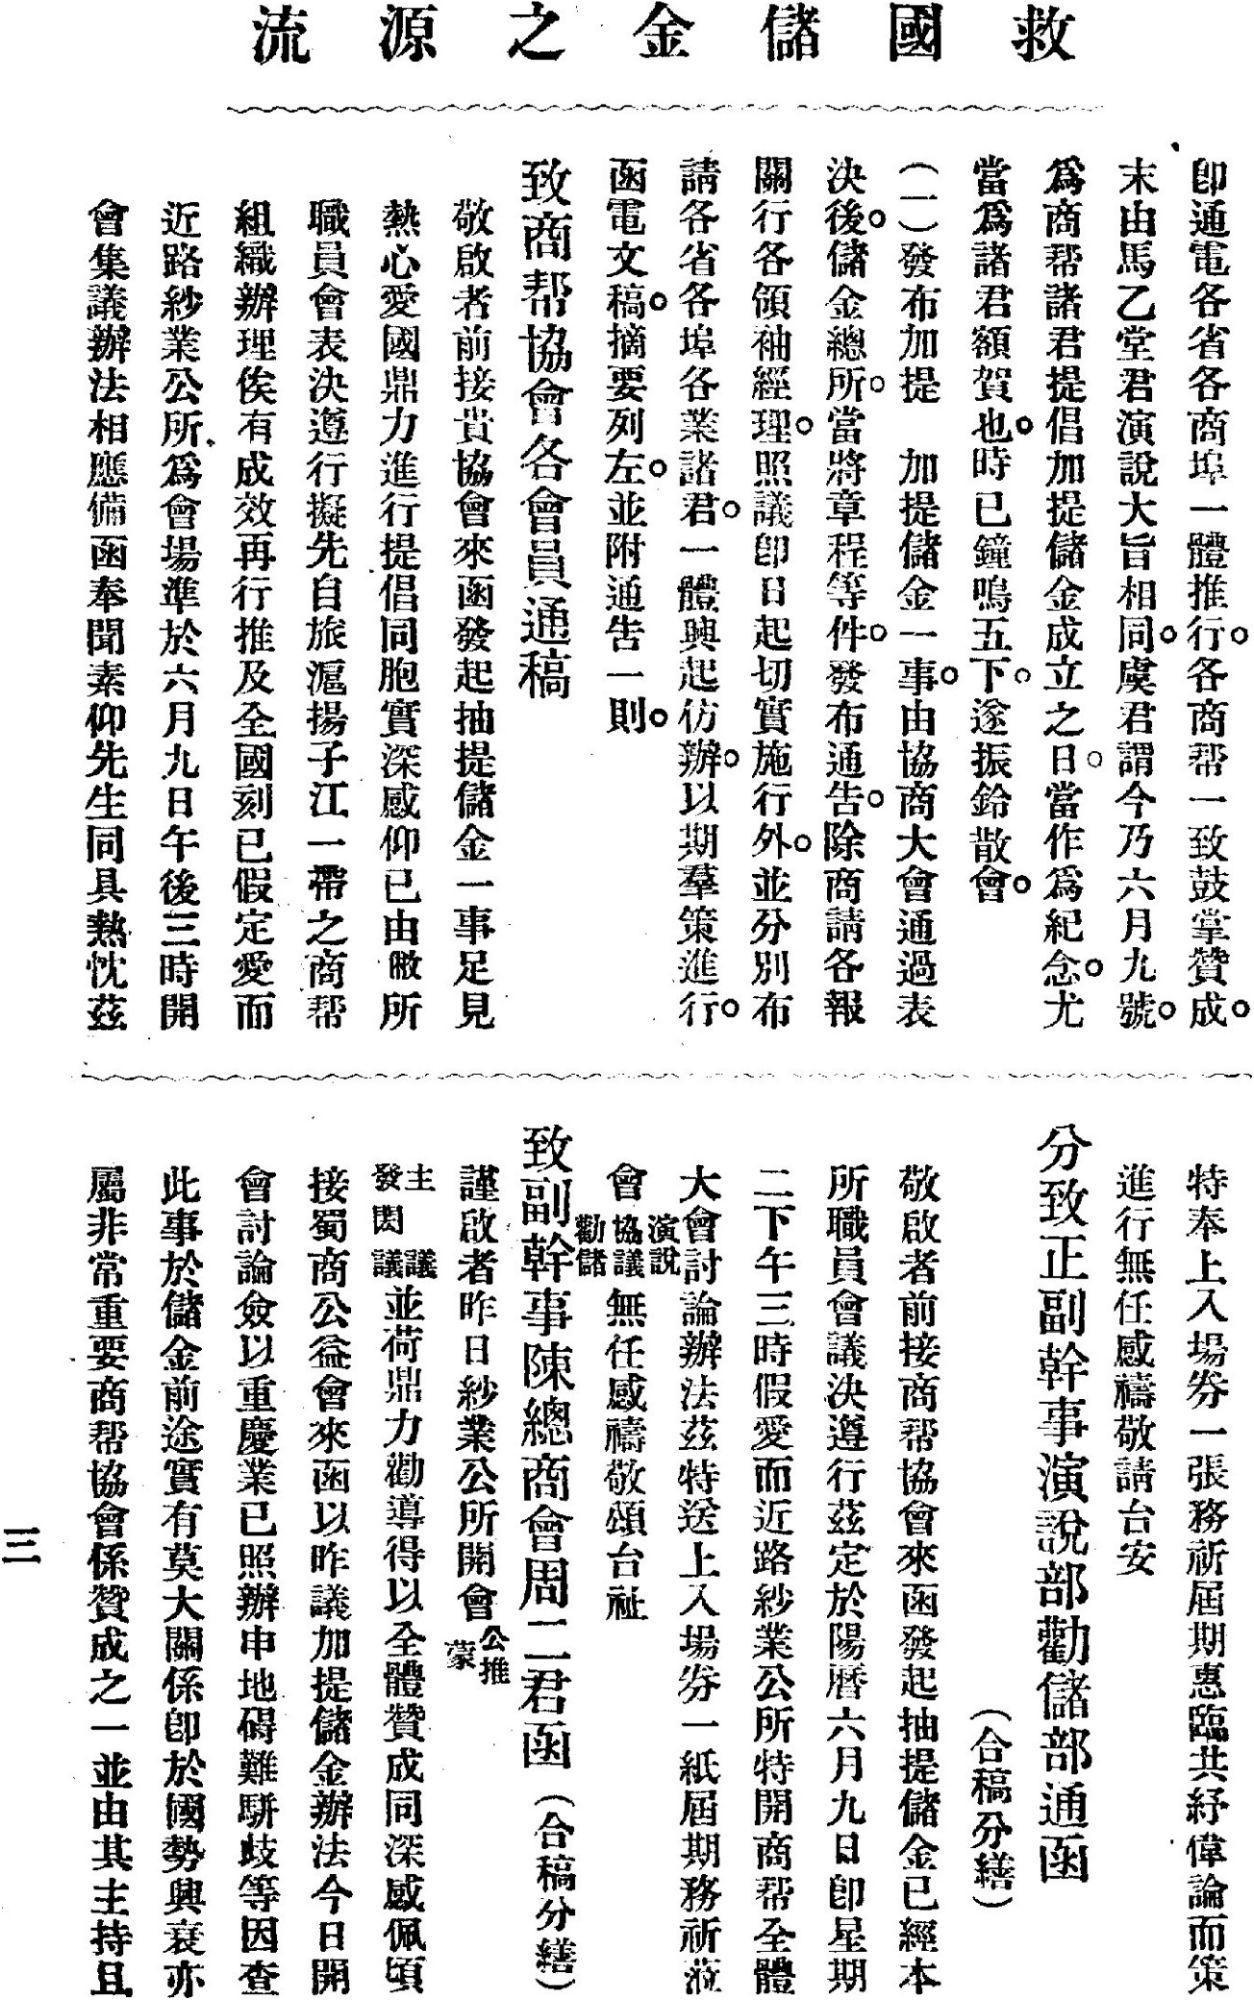 救國儲金之源流
卽通電各省各商埠一體推行。各商帮一致鼓掌贊成。
末由馬乙堂君演說大旨相同。虞君謂今乃六月九號。
爲商帮諸君提倡加提儲金成立之日。當作爲紀念。尤
當爲諸君額賀也。時已鐘鳴五下。遂振鈴散會。
（一）發布加提　加提儲金一事。由協商大會通過表
決後。儲金總所。當將章程等件。發布通告。除商請各報
關行各領袖經理。照議卽日起切實施行外。並分別布
請各省各埠各業諸君。一體興起仿辦。以期羣策進行。
函電文稿。摘要列左。並附通告一則。
致商帮協會各會員通稿
敬啟者前接貴協會來函發起抽提儲金一事足見
熱心愛國鼎力進行提倡同胞實深感仰已由敝所
職員會表決遵行擬先自旅滬揚子江一帶之商帮
組織辦理俟有成效再行推及全國刻已假定愛而
近路紗業公所爲會場準於六月九日午後三時開
會集議辦法相應備函奉聞素仰先生同具熱忱茲
特奉上入場劵一張務祈屆期惠臨共紓偉論而策
進行無任感禱敬請台安
分致正副幹事演說部勸儲部通函
（合稿分繕）
敬啟者前接商帮協會來函發起抽提儲金已經本
所職員會議決遵行茲定於陽曆六月九日卽星期
二下午三時假愛而近路紗業公所特開商帮全體
大會討論辦法茲特送上入場劵一紙屆期務祈蒞
會演說協議勸儲無任感禱敬頌台祉
致副幹事陳總商會周二君函（合稿分繕）
謹啟者昨日紗業公所開會公推蒙
主議發閎議並荷鼎力勸導得以全體贊成同深感佩頃
接蜀商公益會來函以昨議加提儲金辦法今日開
會討論僉以重慶業已照辦申地碍難駢歧等因查
此事於儲金前途實有莫大關係卽於國勢興衰亦
屬非常重要商帮協會係贊成之一並由其主持且
三